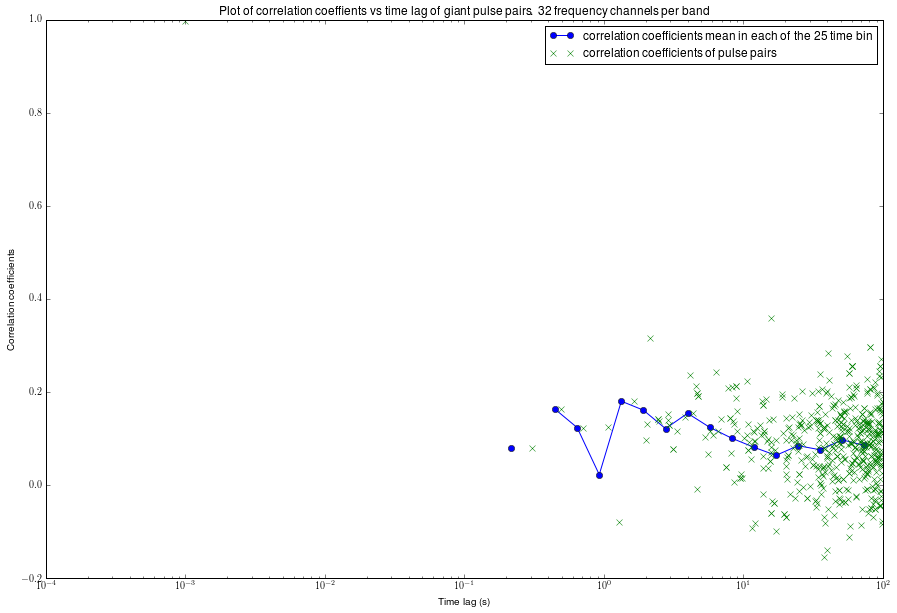 Plot of correlation coeffients vs time lag of giant pulse pairs. 32 frequency channels per band
correlation coefficients mean in each of the 25 time bin
correlation coefficients of pulse pairs
1.0
0.8
0.6
0.4
0.2
0.0
−0.2
Correlation coefficients
10⁻⁴ 10⁻³ 10⁻² 10⁻¹ 10⁰ 10¹ 10²
Time lag (s)